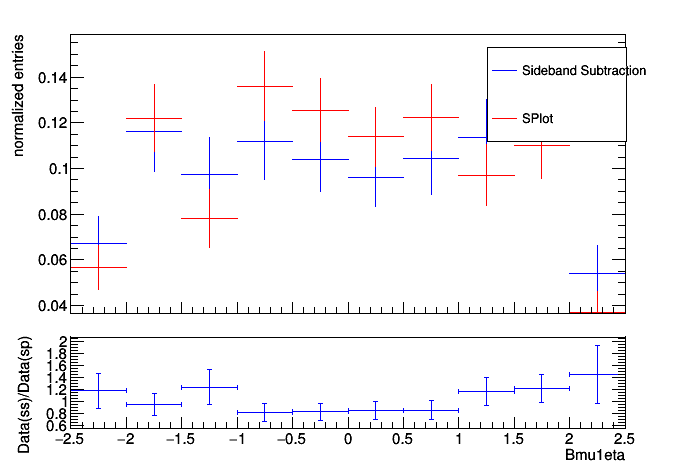 normalized entries
0.14
0.12
0.1
0.08
0.06
0.04
Sideband Subtraction
SPlot
Data(ss)/Data(sp)
2
1.8
1.6
1.4
1.2
1
0.8
0.6
−2.5 −2 −1.5 −1 −0.5 0 0.5 1 1.5 2 2.5
Bmu1eta